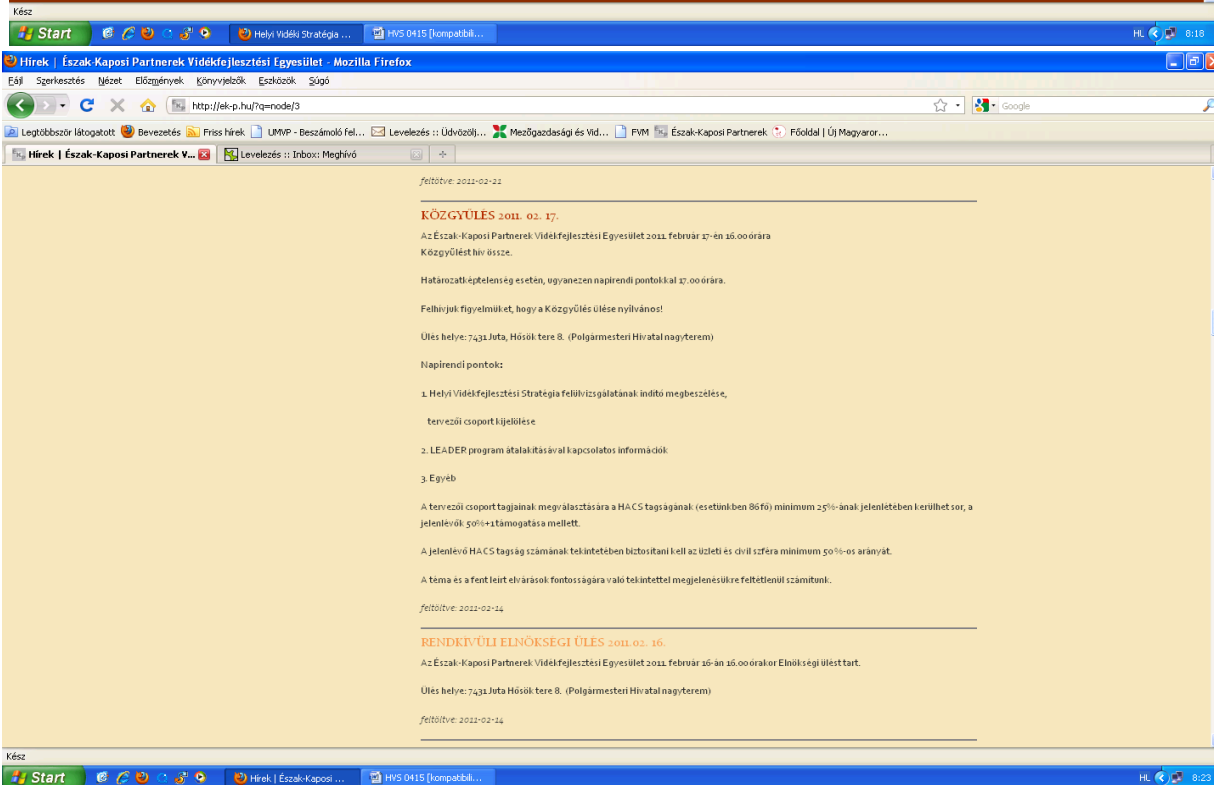 Kész
Start
Helyi Vidéki Stratégia ...
HVS 0415 [kompatibili...
HL
8:18
Hírek | Észak-Kaposi Partnerek Vidékfejlesztési Egyesület - Mozilla Firefox
Fájl Szerkesztés Nézet Előzmények Könyvjelzők Eszközök Súgó
http://ek-p.hu/?q=node/3
Google
Legtöbbször látogatott Bevezetés Friss hírek UMVP - Beszámoló fel... Levelezés :: Üdvözölj... Mezőgazdasági és Vid... FVM Észak-Kaposi Partnerek Főoldal | Új Magyaror...
Hírek | Észak-Kaposi Partnerek V... Levelezés :: Inbox: Meghívó
feltötve: 2011-02-21
KÖZGYŰLÉS 2011. 02. 17.
Az Észak-Kaposi Partnerek Vidékfejlesztési Egyesület 2011. február 17-én 16.00 órára
Közgyűlést hív össze.
Határozatképtelenség esetén, ugyanezen napirendi pontokkal 17.00 órára.
Felhívjuk figyelmüket, hogy a Közgyűlés ülése nyílvános!
Ülés helye: 7431 Juta, Hősök tere 8. (Polgármesteri Hivatal nagyterem)
Napirendi pontok:
1. Helyi Vidékfejlesztési Stratégia felülvizsgálatának indító megbeszélése,
tervezői csoport kijelölése
2. LEADER program átalakításával kapcsolatos információk
3. Egyéb
A tervezői csoport tagjainak megválasztására a HACS tagságának (esetünkben 86 fő) minimum 25%-ának jelenlétében kerülhet sor, a
jelenlévők 50%+1 támogatása mellett.
A jelenlévő HACS tagság számának tekintetében biztosítani kell az üzleti és civil szféra minimum 50 %-os arányát.
A téma és a fent leírt elvárások fontosságára való tekintettel megjelenésükre feltétlenül számítunk.
feltöltve: 2011-02-14
RENDKÍVÜLI ELNÖKSÉGI ÜLÉS 2011.02. 16.
Az Észak-Kaposi Partnerek Vidékfejlesztési Egyesület 2011. február 16-án 16.00 órakor Elnökségi ülést tart.
Ülés helye: 7431 Juta Hősök tere 8. (Polgármesteri Hivatal nagyterem)
feltöltve: 2011-02-14
Kész
Start
Hírek | Észak-Kaposi ...
HVS 0415 [kompatibili...
HL
8:23